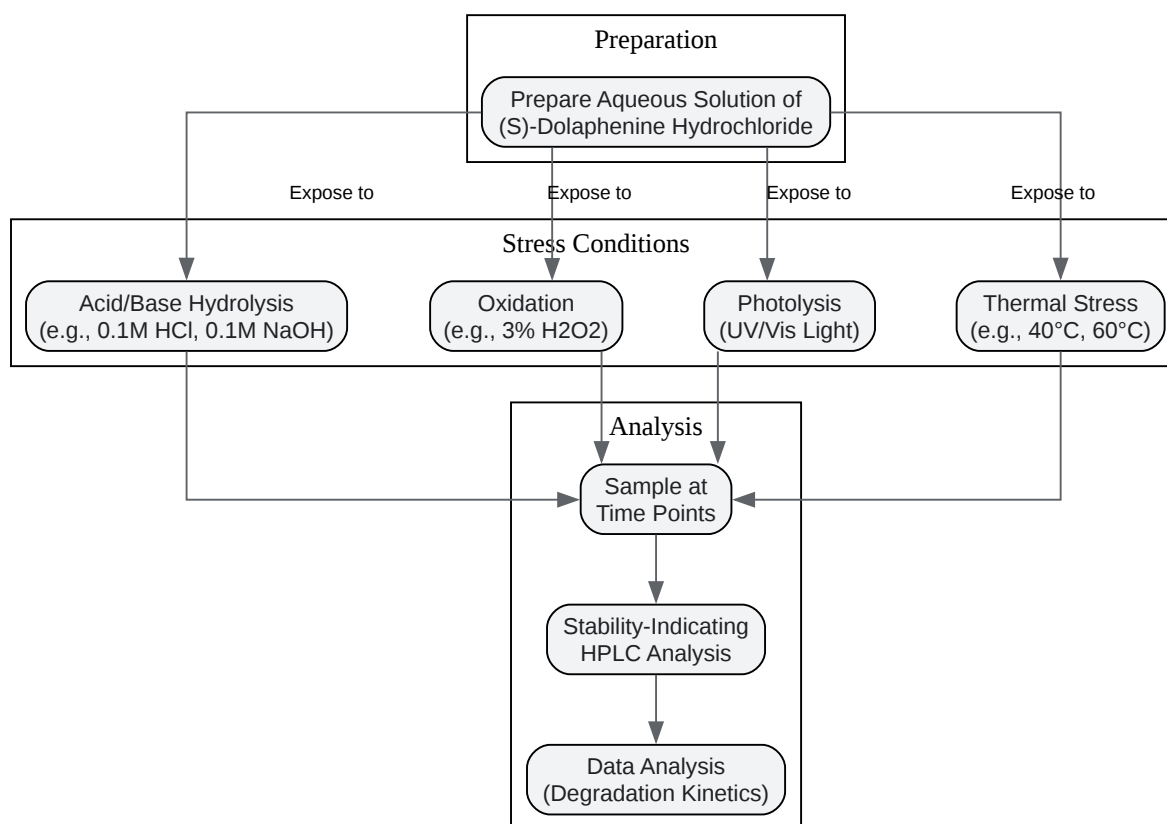 Preparation
Prepare Aqueous Solution of
(S)-Dolaphenine Hydrochloride
Expose to
Expose to
Expose to
Expose to
Stress Conditions
Acid/Base Hydrolysis
(e.g., 0.1M HCl, 0.1M NaOH)
Oxidation
(e.g., 3% H2O2)
Photolysis
(UV/Vis Light)
Thermal Stress
(e.g., 40°C, 60°C)
Analysis
Sample at
Time Points
Stability-Indicating
HPLC Analysis
Data Analysis
(Degradation Kinetics)